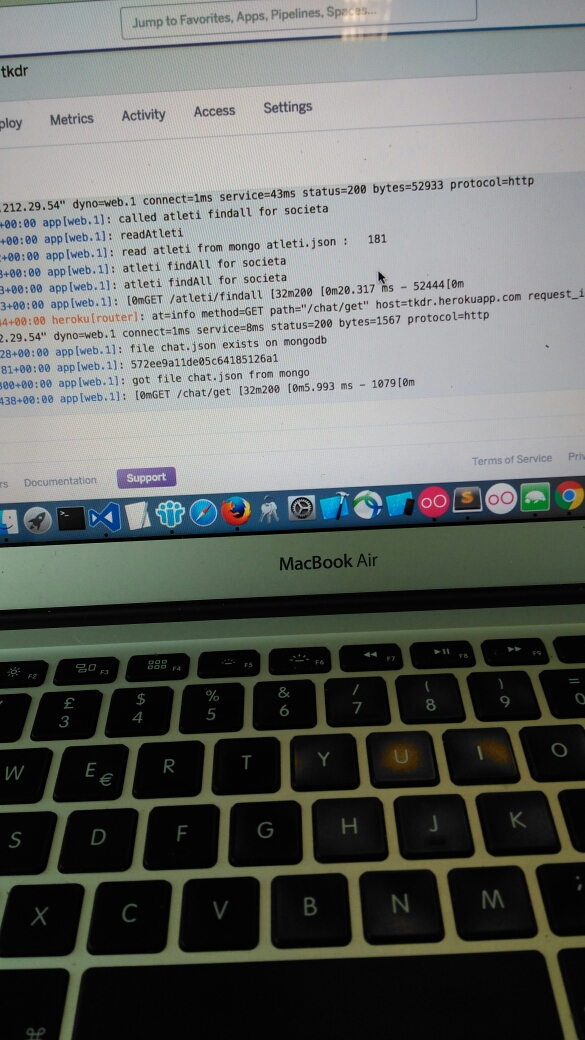 Jump to Favorites, Apps, Pipelines, Spaces...
tkdr
ploy Metrics Activity Access Settings
.212.29.54" dyno=web.1 connect=1ms service=43ms status=200 bytes=52933 protocol=http
+00:00 app[web.1]: called atleti findall for societa
+00:00 app[web.1]: readAtleti
+00:00 app[web.1]: read atleti from mongo atleti.json : 181
+00:00 app[web.1]: atleti findAll for societa
3+00:00 app[web.1]: atleti findAll for societa
3+00:00 app[web.1]: [0mGET /atleti/findall [32m200 [0m20.317 ms - 52444[0m
4+00:00 heroku[router]: at=info method=GET path="/chat/get" host=tkdr.herokuapp.com request_i
2.29.54" dyno=web.1 connect=1ms service=8ms status=200 bytes=1567 protocol=http
28+00:00 app[web.1]: file chat.json exists on mongodb
81+00:00 app[web.1]: 572ee9a11de05c64185126a1
300+00:00 app[web.1]: got file chat.json from mongo
438+00:00 app[web.1]: [0mGET /chat/get [32m200 [0m5.993 ms - 1079[0m
rs Documentation Support Terms of Service Priv
MacBook Air
F2 F3 F4 F5 F6 F7 F8 F9
£ $ % & / ( ) =
3 4 5 6 7 8 9 0
W E € R T Y U I O
S D F G H J K
X C V B N M ;
⌘